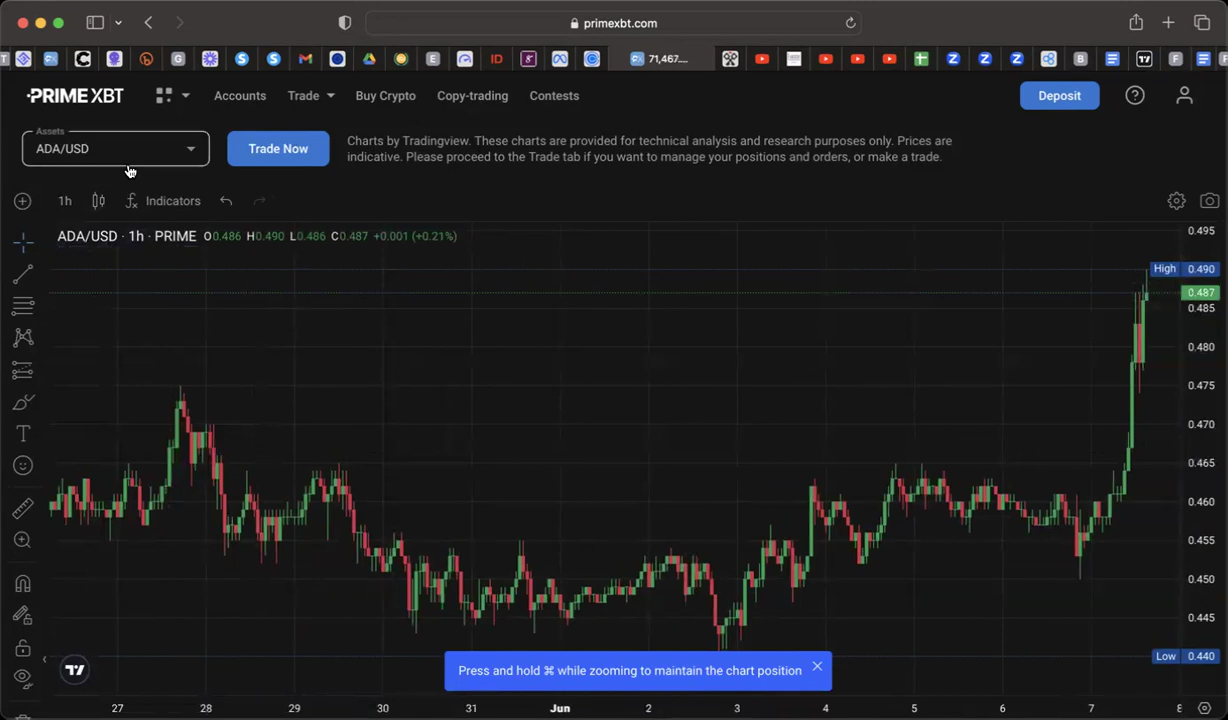 primexbt.com
71,467....
PRIME XBT
Accounts
Trade
Buy Crypto
Copy-trading
Contests
Deposit
Assets
ADA/USD
Trade Now
Charts by Tradingview. These charts are provided for technical analysis and research purposes only. Prices are
indicative. Please proceed to the Trade tab if you want to manage your positions and orders, or make a trade.
1h
Indicators
ADA/USD · 1h · PRIME O0.486 H0.490 L0.486 C0.487 +0.001 (+0.21%)
0.495
High 0.490
0.487
0.485
0.480
0.475
0.470
0.465
0.460
0.455
0.450
0.445
Low 0.440
Press and hold ⌘ while zooming to maintain the chart position
27 28 29 30 31 Jun 2 3 4 5 6 7 8